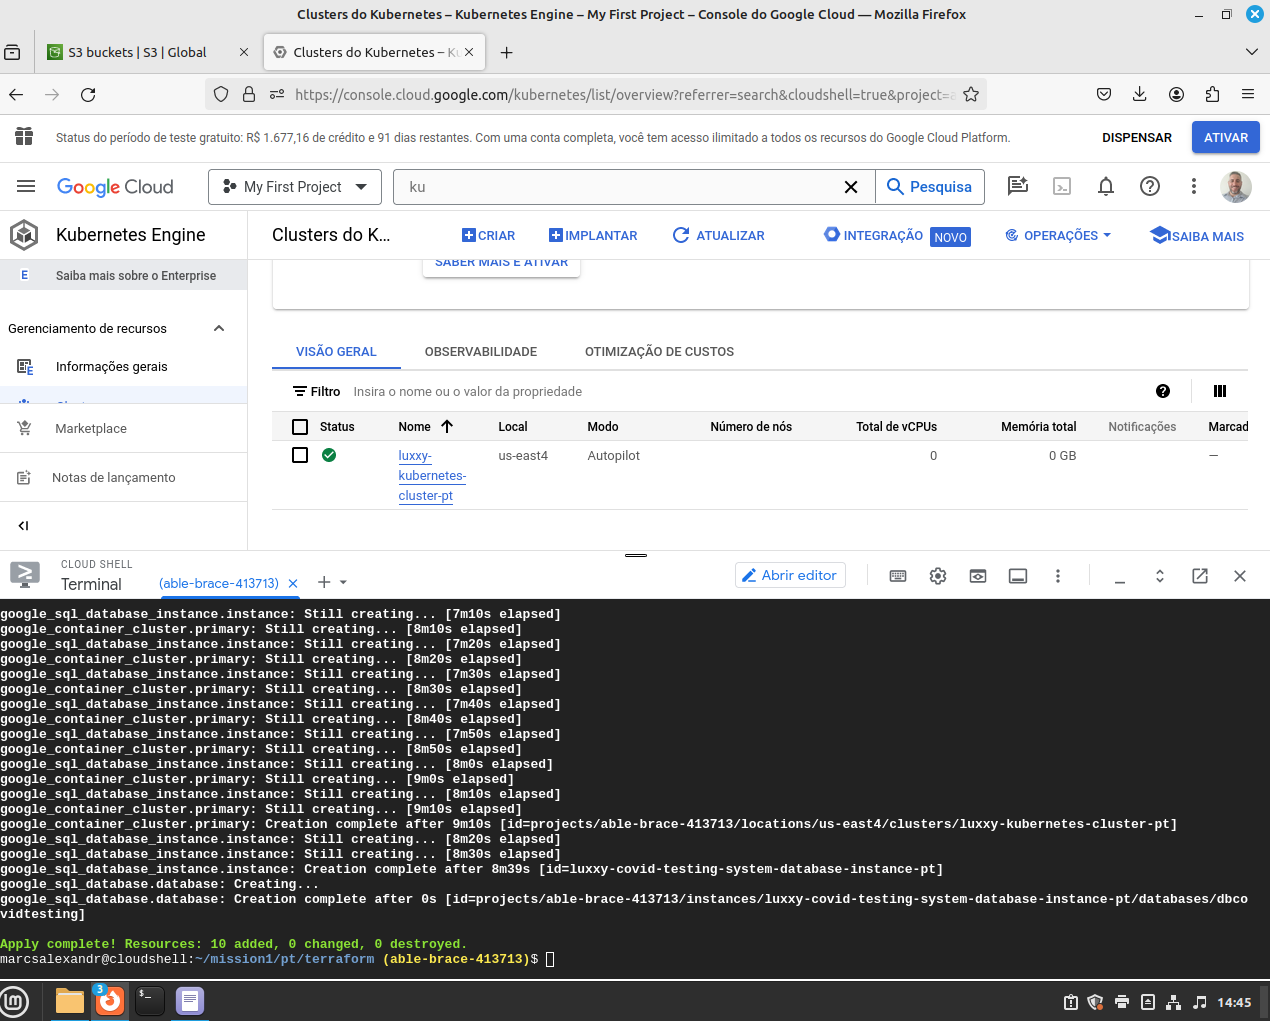 Clusters do Kubernetes – Kubernetes Engine – My First Project – Console do Google Cloud — Mozilla Firefox
S3 buckets | S3 | Global
Clusters do Kubernetes – Ku
https://console.cloud.google.com/kubernetes/list/overview?referrer=search&cloudshell=true&project=a
Status do período de teste gratuito: R$ 1.677,16 de crédito e 91 dias restantes. Com uma conta completa, você tem acesso ilimitado a todos os recursos do Google Cloud Platform.
DISPENSAR
ATIVAR
Google Cloud
My First Project
ku
Pesquisa
Kubernetes Engine
Clusters do K...
CRIAR
IMPLANTAR
ATUALIZAR
INTEGRAÇÃO
NOVO
OPERAÇÕES
SAIBA MAIS
E Saiba mais sobre o Enterprise
SABER MAIS E ATIVAR
Gerenciamento de recursos
Informações gerais
Marketplace
Notas de lançamento
VISÃO GERAL
OBSERVABILIDADE
OTIMIZAÇÃO DE CUSTOS
Filtro Insira o nome ou o valor da propriedade
Status Nome Local Modo Número de nós Total de vCPUs Memória total Notificações Marcad
luxxy- us-east4 Autopilot 0 0 GB —
kubernetes-
cluster-pt
CLOUD SHELL
Terminal
(able-brace-413713)
Abrir editor
google_sql_database_instance.instance: Still creating... [7m10s elapsed]
google_container_cluster.primary: Still creating... [8m10s elapsed]
google_sql_database_instance.instance: Still creating... [7m20s elapsed]
google_container_cluster.primary: Still creating... [8m20s elapsed]
google_sql_database_instance.instance: Still creating... [7m30s elapsed]
google_container_cluster.primary: Still creating... [8m30s elapsed]
google_sql_database_instance.instance: Still creating... [7m40s elapsed]
google_container_cluster.primary: Still creating... [8m40s elapsed]
google_sql_database_instance.instance: Still creating... [7m50s elapsed]
google_container_cluster.primary: Still creating... [8m50s elapsed]
google_sql_database_instance.instance: Still creating... [8m0s elapsed]
google_container_cluster.primary: Still creating... [9m0s elapsed]
google_sql_database_instance.instance: Still creating... [8m10s elapsed]
google_container_cluster.primary: Still creating... [9m10s elapsed]
google_container_cluster.primary: Creation complete after 9m10s [id=projects/able-brace-413713/locations/us-east4/clusters/luxxy-kubernetes-cluster-pt]
google_sql_database_instance.instance: Still creating... [8m20s elapsed]
google_sql_database_instance.instance: Still creating... [8m30s elapsed]
google_sql_database_instance.instance: Creation complete after 8m39s [id=luxxy-covid-testing-system-database-instance-pt]
google_sql_database.database: Creating...
google_sql_database.database: Creation complete after 0s [id=projects/able-brace-413713/instances/luxxy-covid-testing-system-database-instance-pt/databases/dbco
vidtesting]
Apply complete! Resources: 10 added, 0 changed, 0 destroyed.
marcsalexandr@cloudshell:~/mission1/pt/terraform (able-brace-413713)$
3
14:45